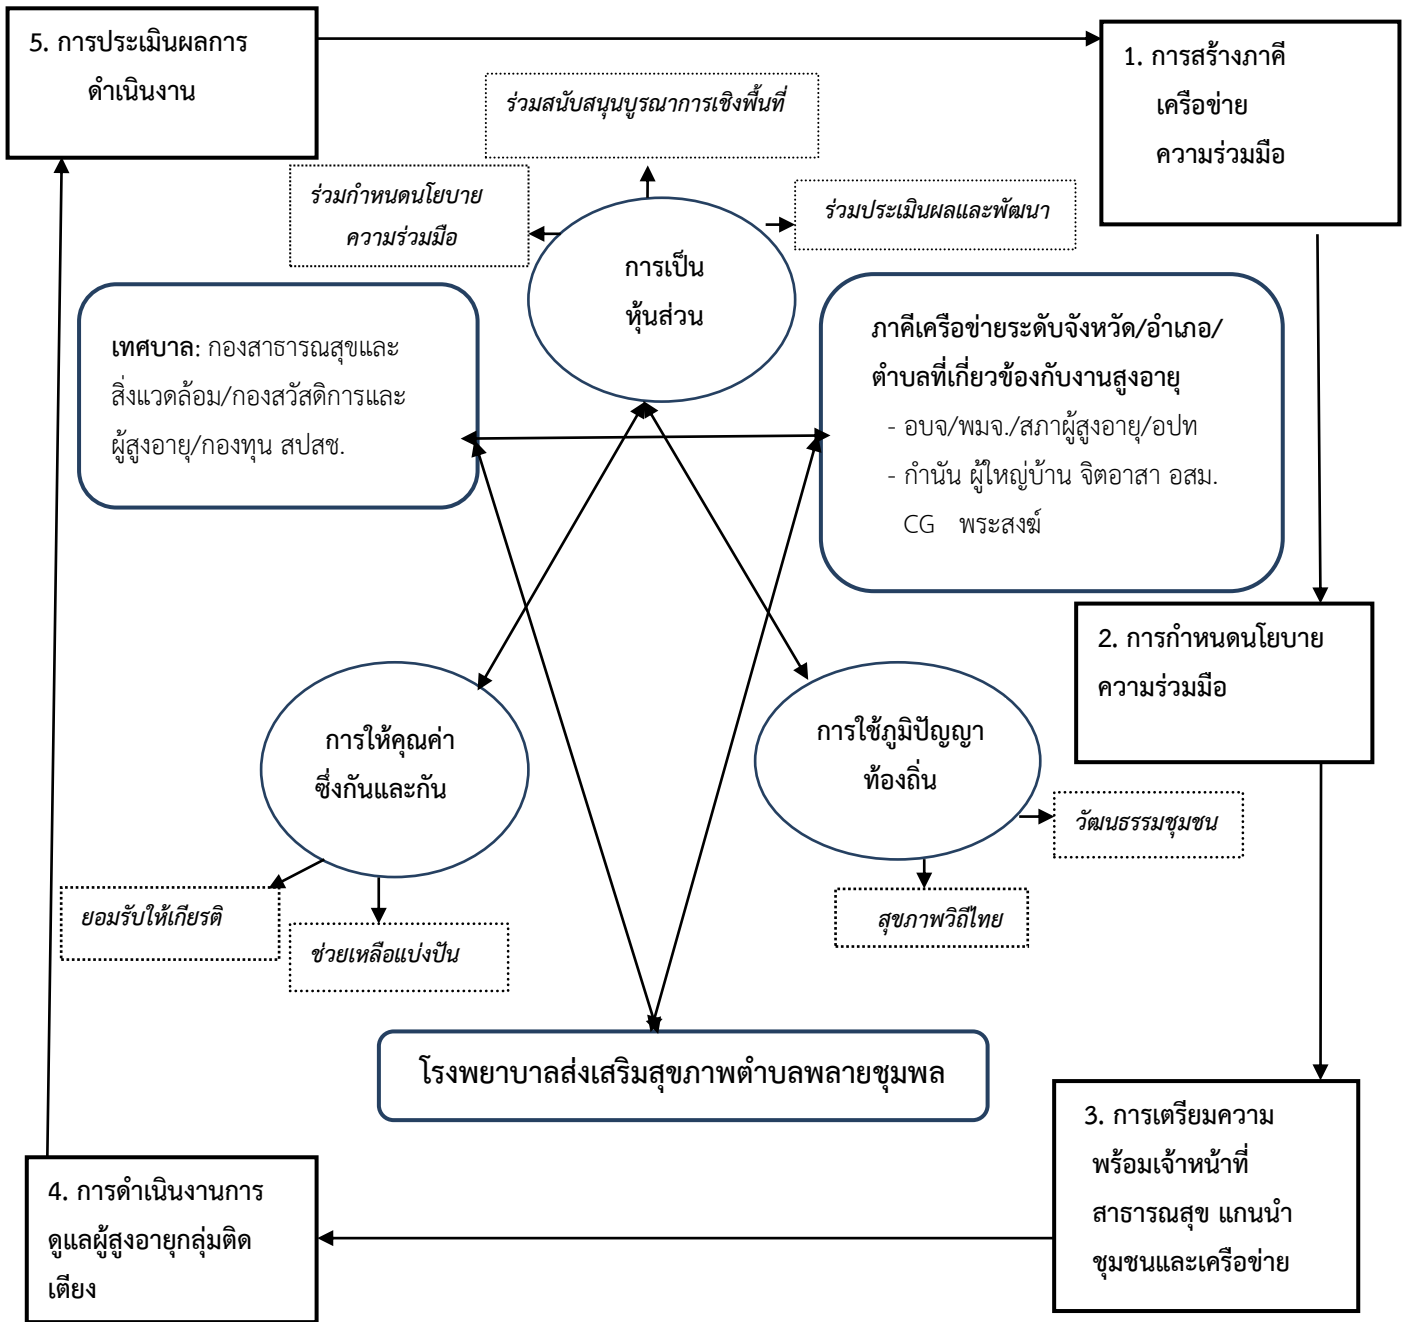 5. การประเมินผลการ
ดำเนินงาน
1. การสร้างภาคี
เครือข่าย
ความร่วมมือ
ร่วมสนับสนุนบูรณาการเชิงพื้นที่
ร่วมกำหนดนโยบาย
ความร่วมมือ
ร่วมประเมินผลและพัฒนา
การเป็น
หุ้นส่วน
เทศบาล: กองสาธารณสุขและ
สิ่งแวดล้อม/กองสวัสดิการและ
ผู้สูงอายุ/กองทุน สปสช.
ภาคีเครือข่ายระดับจังหวัด/อำเภอ/
ตำบลที่เกี่ยวข้องกับงานสูงอายุ
- อบจ/พมจ./สภาผู้สูงอายุ/อปท
- กำนัน ผู้ใหญ่บ้าน จิตอาสา อสม.
CG พระสงฆ์
2. การกำหนดนโยบาย
ความร่วมมือ
การให้คุณค่า
ซึ่งกันและกัน
การใช้ภูมิปัญญา
ท้องถิ่น
วัฒนธรรมชุมชน
ยอมรับให้เกียรติ
ช่วยเหลือแบ่งปัน
สุขภาพวิถีไทย
โรงพยาบาลส่งเสริมสุขภาพตำบลพลายชุมพล
3. การเตรียมความ
พร้อมเจ้าหน้าที่
สาธารณสุข แกนนำ
ชุมชนและเครือข่าย
4. การดำเนินงานการ
ดูแลผู้สูงอายุกลุ่มติด
เตียง